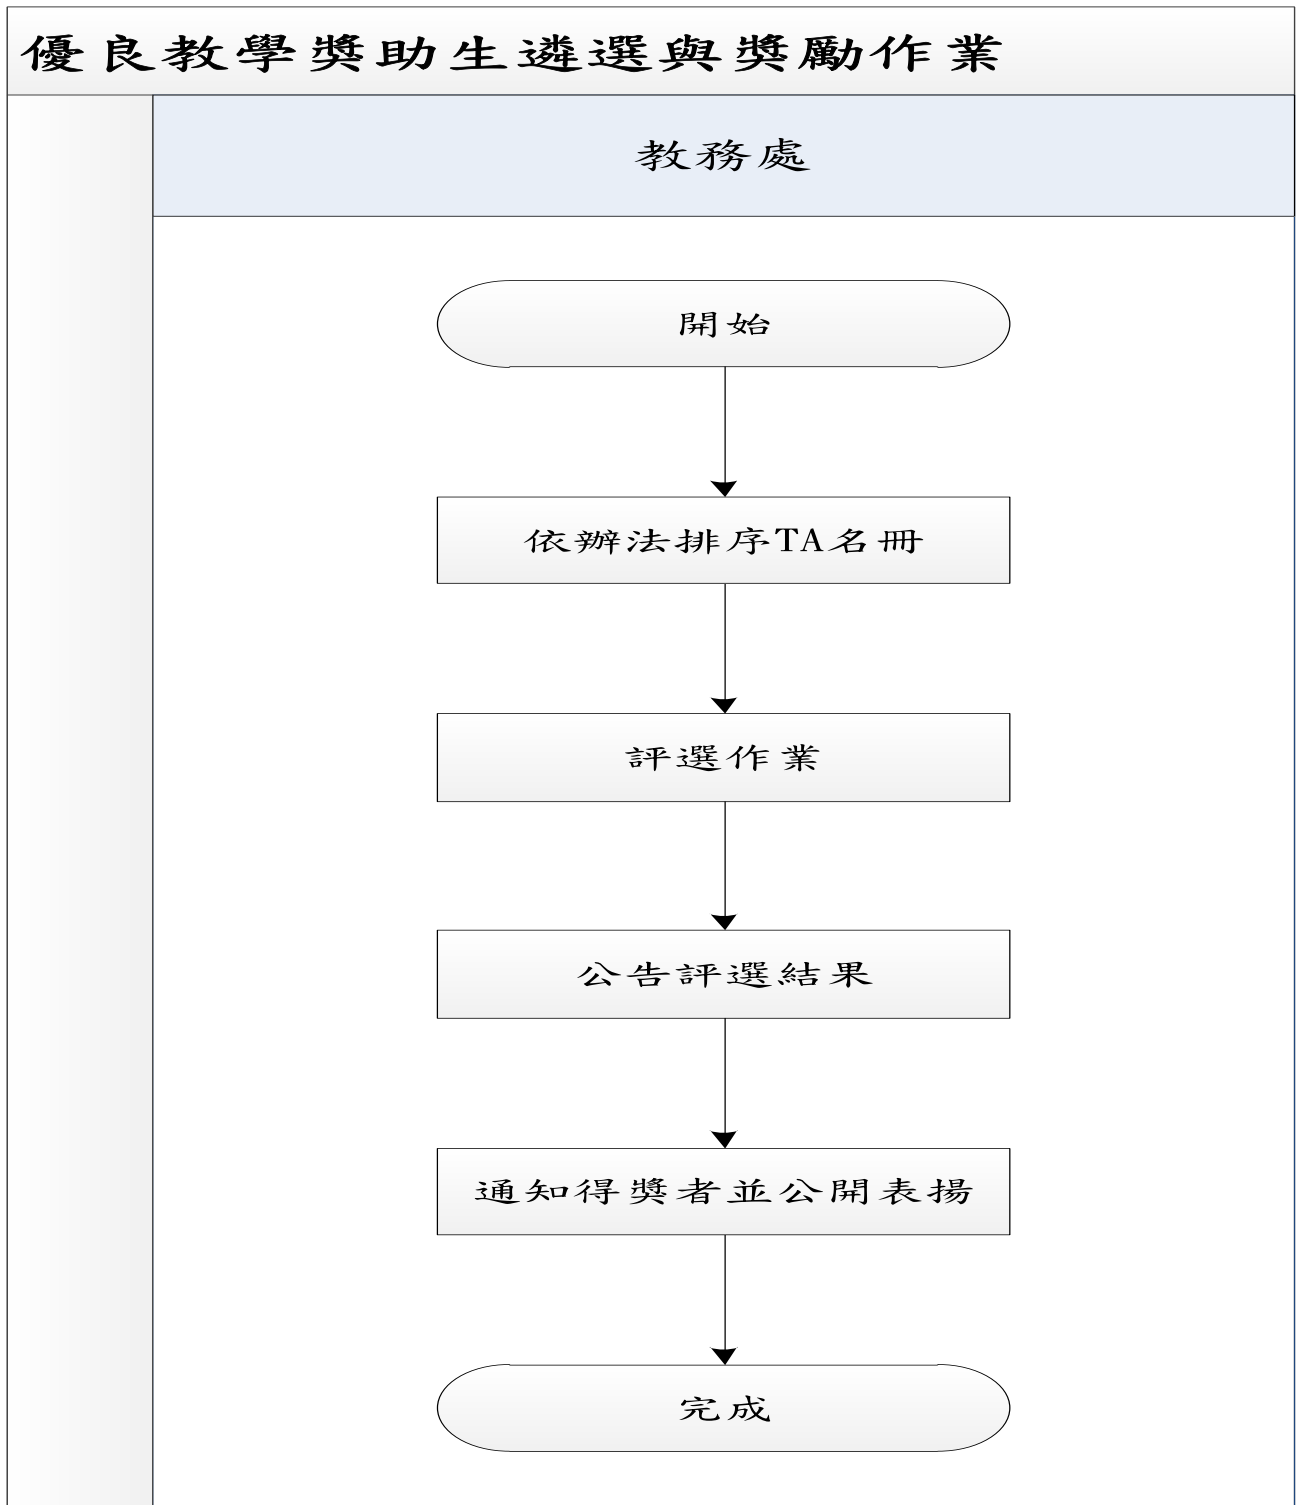 優良教學獎助生遴選與獎勵作業
教務處
開始
依辦法排序TA名冊
評選作業
公告評選結果
通知得獎者並公開表揚
完成